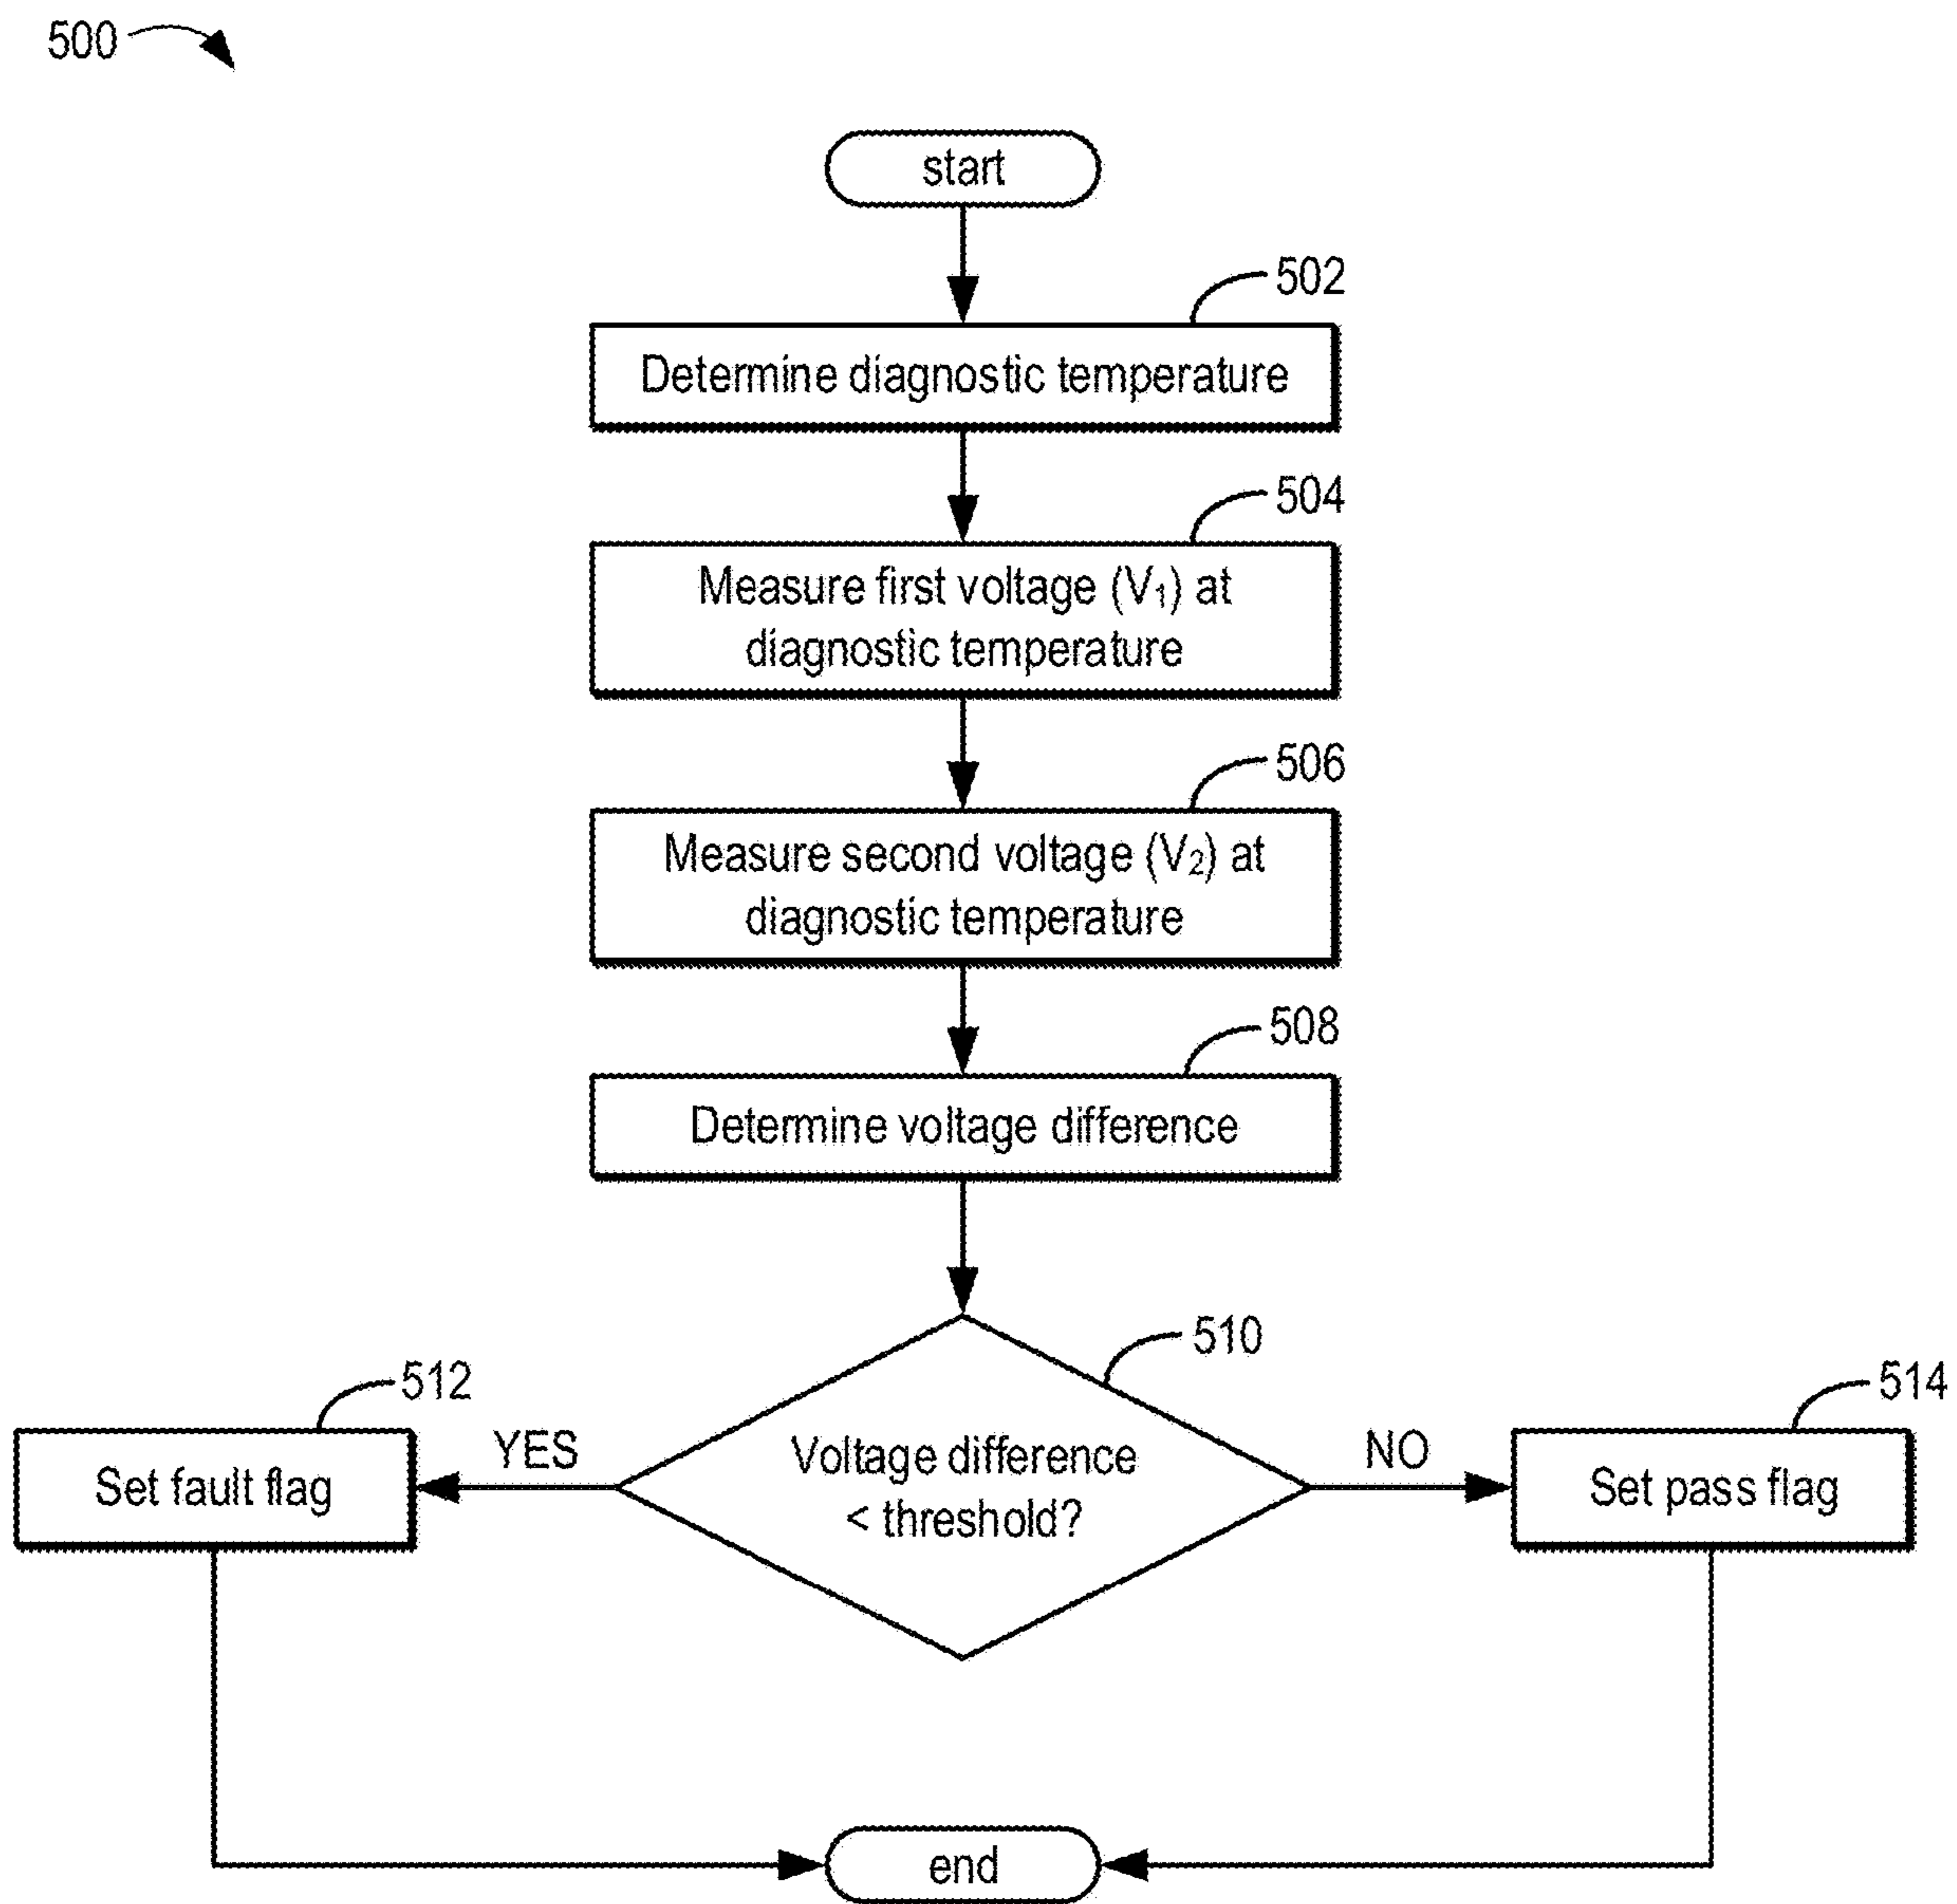 500
start
502
Determine diagnostic temperature
504
Measure first voltage (V₁) at
diagnostic temperature
506
Measure second voltage (V₂) at
diagnostic temperature
508
Determine voltage difference
510
512
514
YES
NO
Voltage difference
< threshold?
Set fault flag
Set pass flag
end